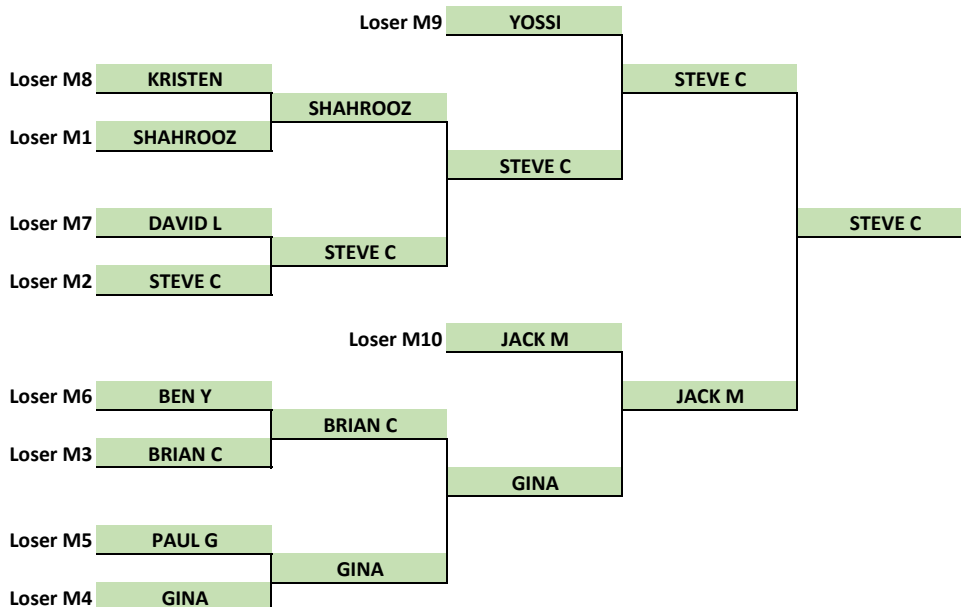 Loser M9 YOSSI
Loser M8 KRISTEN STEVE C
SHAHROOZ
Loser M1 SHAHROOZ
STEVE C
Loser M7 DAVID L STEVE C
STEVE C
Loser M2 STEVE C
Loser M10 JACK M
Loser M6 BEN Y JACK M
BRIAN C
Loser M3 BRIAN C
GINA
Loser M5 PAUL G
GINA
Loser M4 GINA